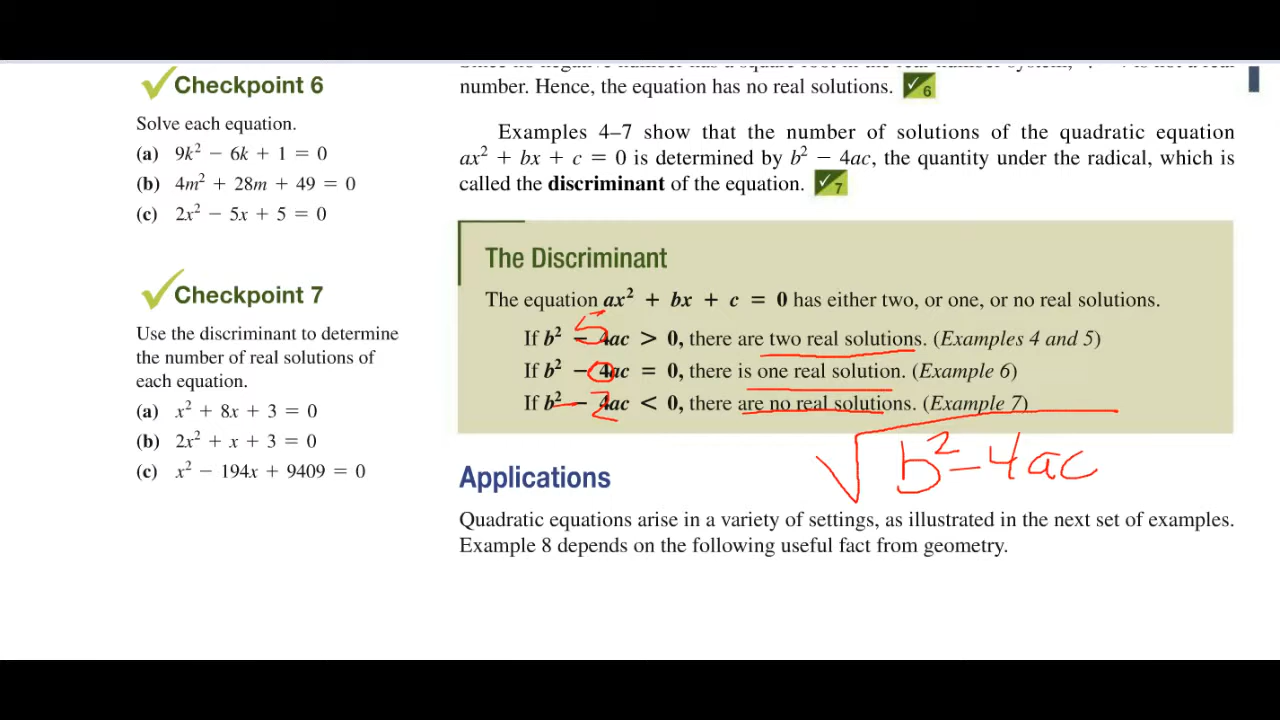 Checkpoint 6
Solve each equation.
(a) 9k² − 6k + 1 = 0
(b) 4m² + 28m + 49 = 0
(c) 2x² − 5x + 5 = 0
Checkpoint 7
Use the discriminant to determine
the number of real solutions of
each equation.
(a) x² + 8x + 3 = 0
(b) 2x² + x + 3 = 0
(c) x² − 194x + 9409 = 0
number. Hence, the equation has no real solutions. 6
Examples 4–7 show that the number of solutions of the quadratic equation
ax² + bx + c = 0 is determined by b² − 4ac, the quantity under the radical, which is
called the discriminant of the equation. 7
The Discriminant
The equation ax² + bx + c = 0 has either two, or one, or no real solutions.
5
If b² − 4ac > 0, there are two real solutions. (Examples 4 and 5)
If b² − 4ac = 0, there is one real solution. (Example 6)
If b² − 4ac < 0, there are no real solutions. (Example 7)
√b²−4ac
Applications
Quadratic equations arise in a variety of settings, as illustrated in the next set of examples.
Example 8 depends on the following useful fact from geometry.